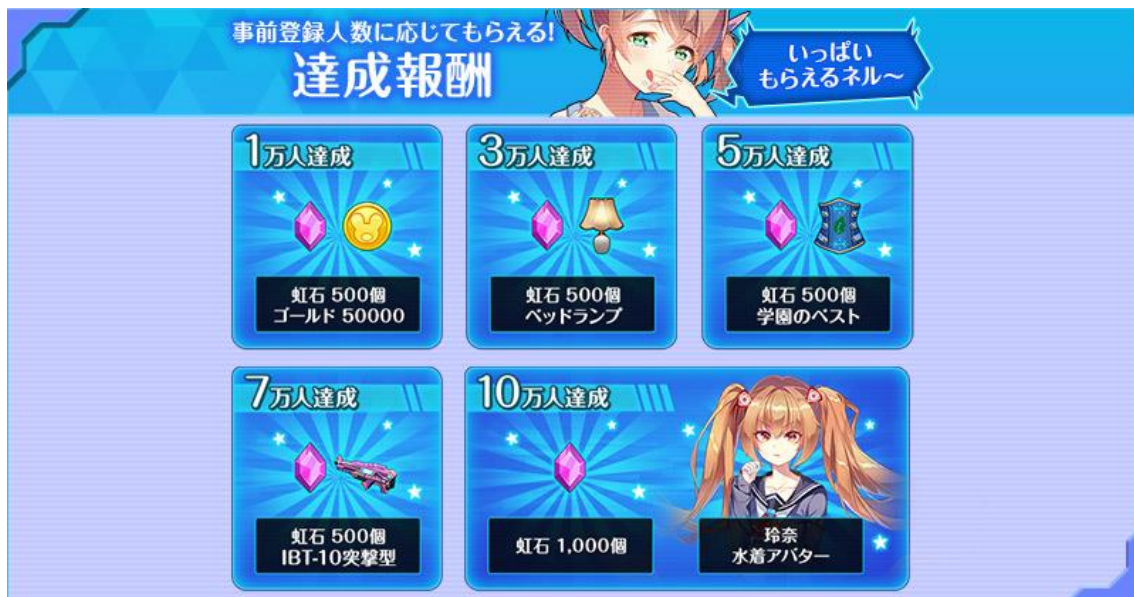 事前登録人数に応じてもらえる!
達成報酬
いっぱい
もらえるネル～
1万人達成
虹石 500個
ゴールド 50000
3万人達成
虹石 500個
ベッドランプ
5万人達成
虹石 500個
学園のベスト
7万人達成
虹石 500個
IBT-10突撃型
10万人達成
虹石 1,000個
玲奈
水着アバター